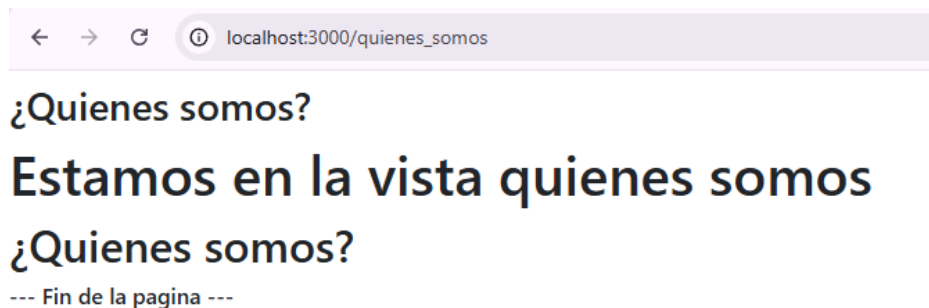 localhost:3000/quienes_somos
¿Quienes somos?
Estamos en la vista quienes somos
¿Quienes somos?
--- Fin de la pagina ---